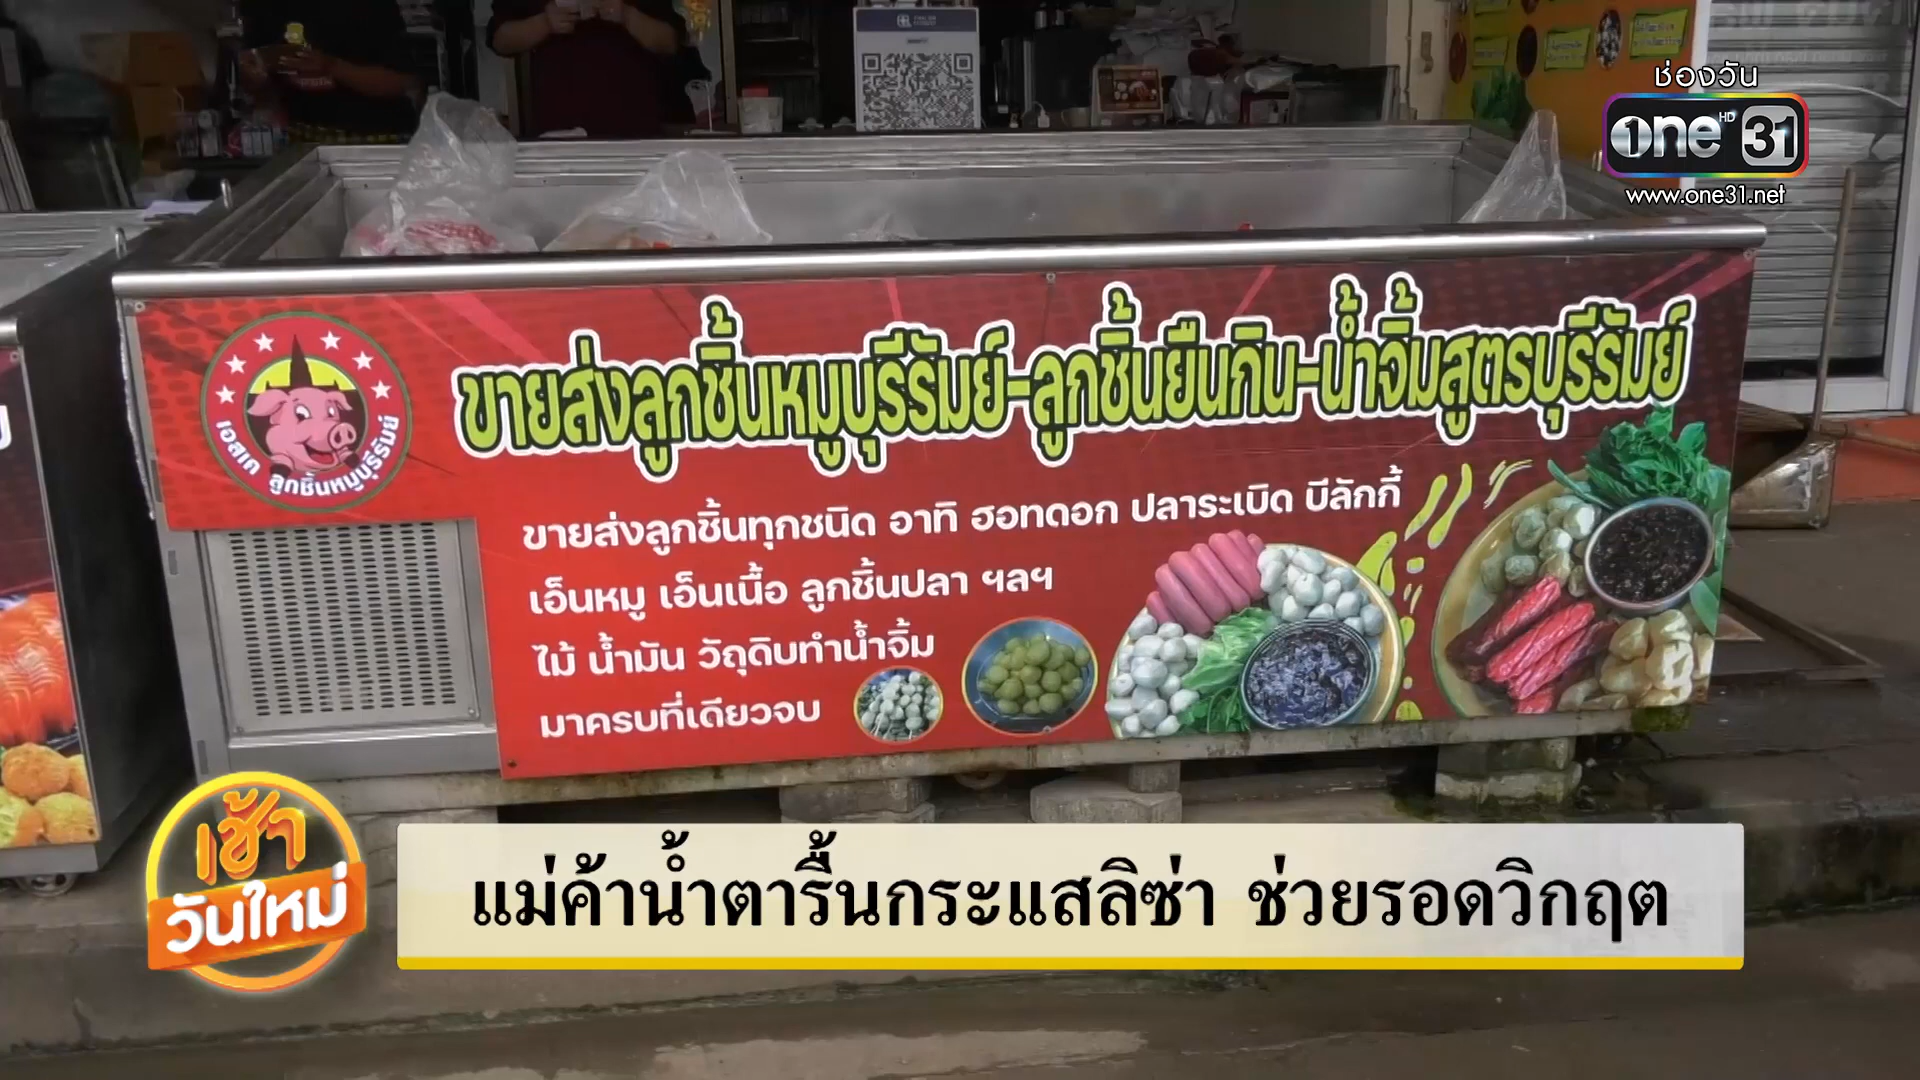 ช่องวัน
one HD 31
www.one31.net
ขายส่งลูกชิ้นหมูบุรีรัมย์-ลูกชิ้นยืนกิน-น้ำจิ้มสูตรบุรีรัมย์
เอสเค ลูกชิ้นหมูบุรีรัมย์
ขายส่งลูกชิ้นทุกชนิด อาทิ ฮอทดอก ปลาระเบิด บีลักกี้
เอ็นหมู เอ็นเนื้อ ลูกชิ้นปลา ฯลฯ
ไม้ น้ำมัน วัถุดิบทำน้ำจิ้ม
มาครบที่เดียวจบ
เช้า
วันใหม่
แม่ค้าน้ำตารื้นกระแสลิซ่า ช่วยรอดวิกฤต